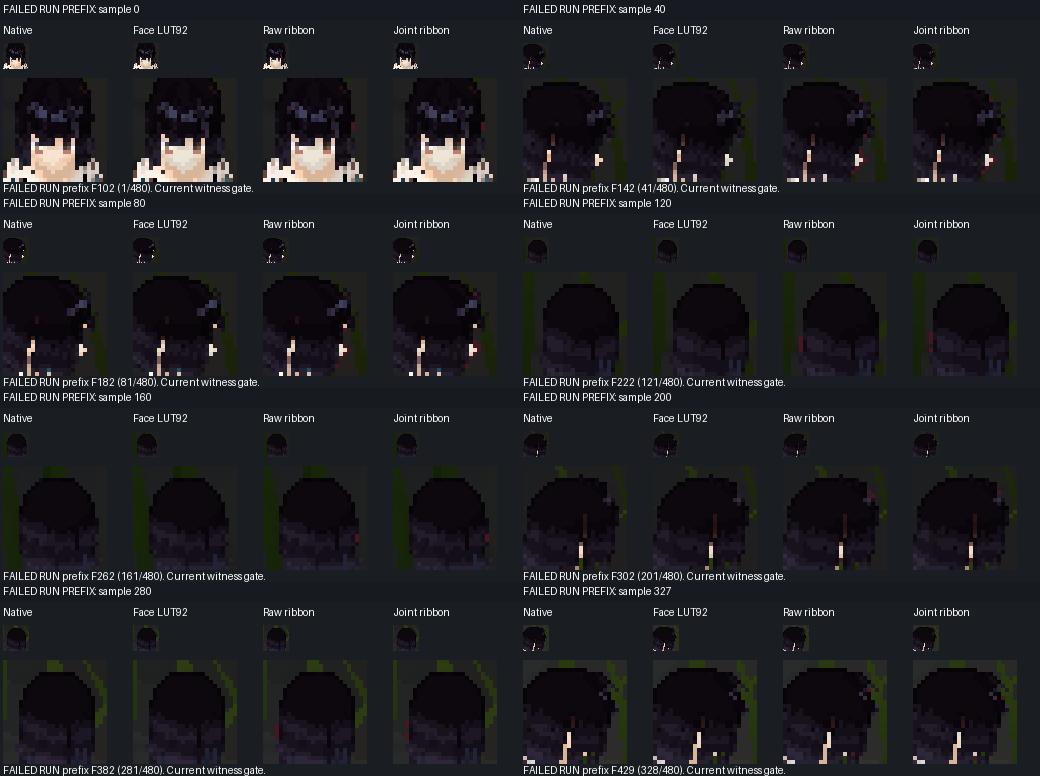 FAILED RUN PREFIX: sample 0
Native Face LUT92 Raw ribbon Joint ribbon
FAILED RUN prefix F102 (1/480). Current witness gate.
FAILED RUN PREFIX: sample 40
Native Face LUT92 Raw ribbon Joint ribbon
FAILED RUN prefix F142 (41/480). Current witness gate.
FAILED RUN PREFIX: sample 80
Native Face LUT92 Raw ribbon Joint ribbon
FAILED RUN prefix F182 (81/480). Current witness gate.
FAILED RUN PREFIX: sample 120
Native Face LUT92 Raw ribbon Joint ribbon
FAILED RUN prefix F222 (121/480). Current witness gate.
FAILED RUN PREFIX: sample 160
Native Face LUT92 Raw ribbon Joint ribbon
FAILED RUN prefix F262 (161/480). Current witness gate.
FAILED RUN PREFIX: sample 200
Native Face LUT92 Raw ribbon Joint ribbon
FAILED RUN prefix F302 (201/480). Current witness gate.
FAILED RUN PREFIX: sample 280
Native Face LUT92 Raw ribbon Joint ribbon
FAILED RUN prefix F382 (281/480). Current witness gate.
FAILED RUN PREFIX: sample 327
Native Face LUT92 Raw ribbon Joint ribbon
FAILED RUN prefix F429 (328/480). Current witness gate.